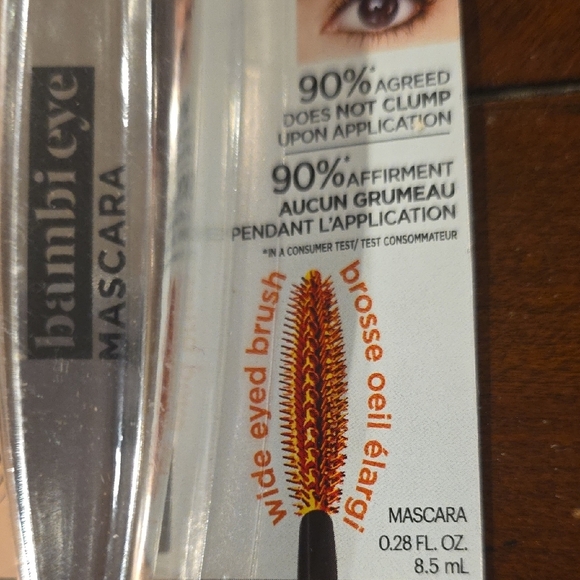 bambi eye
MASCARA
90%* AGREED
DOES NOT CLUMP
UPON APPLICATION
90%* AFFIRMENT
AUCUN GRUMEAU
PENDANT L'APPLICATION
*IN A CONSUMER TEST/ TEST CONSOMMATEUR
wide eyed brush
brosse oeil élargi
MASCARA
0.28 FL. OZ.
8.5 mL